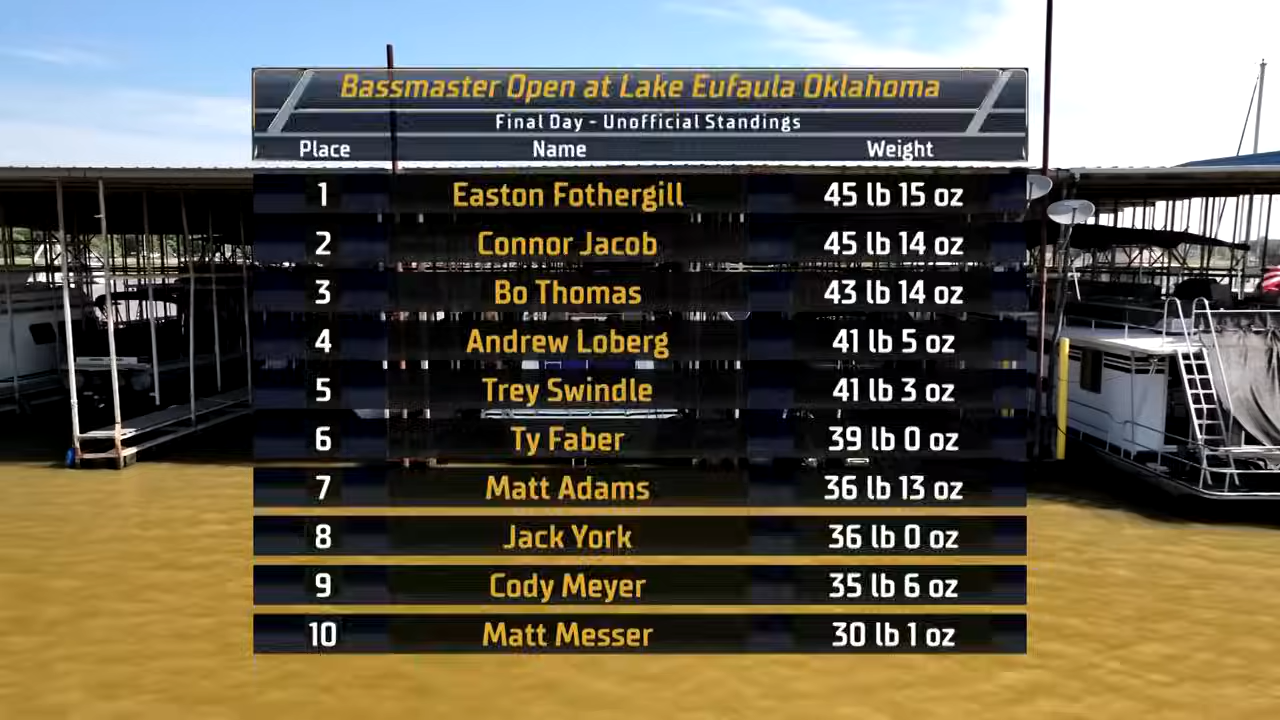 Bassmaster Open at Lake Eufaula Oklahoma
Final Day - Unofficial Standings
Place Name Weight
1 Easton Fothergill 45 lb 15 oz
2 Connor Jacob 45 lb 14 oz
3 Bo Thomas 43 lb 14 oz
4 Andrew Loberg 41 lb 5 oz
5 Trey Swindle 41 lb 3 oz
6 Ty Faber 39 lb 0 oz
7 Matt Adams 36 lb 13 oz
8 Jack York 36 lb 0 oz
9 Cody Meyer 35 lb 6 oz
10 Matt Messer 30 lb 1 oz